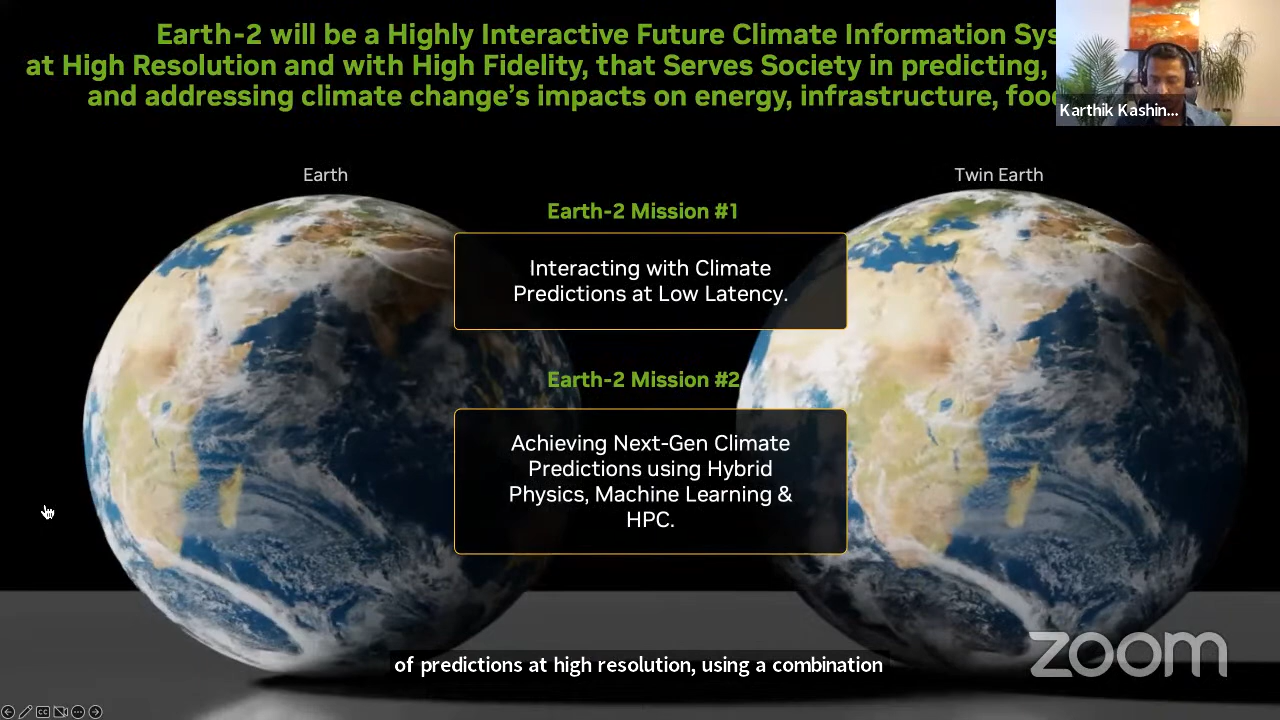 Earth-2 will be a Highly Interactive Future Climate Information
at High Resolution and with High Fidelity, that Serves Society in predicting,
and addressing climate change's impacts on energy, infrastructure,
Karthik Kashin...
Earth
Twin Earth
Earth-2 Mission #1
Interacting with Climate
Predictions at Low Latency.
Earth-2 Mission #2
Achieving Next-Gen Climate
Predictions using Hybrid
Physics, Machine Learning &
HPC.
zoom
of predictions at high resolution, using a combination
CC